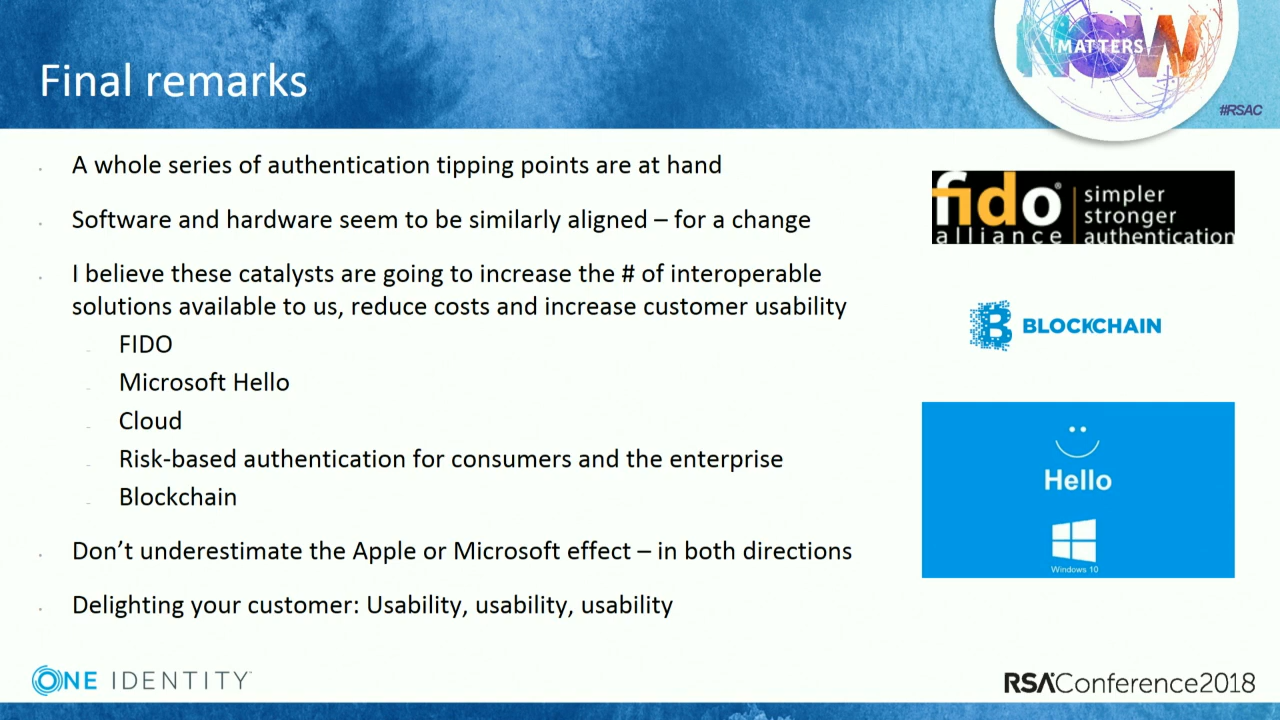 NOW
MATTERS
#RSAC
Final remarks
A whole series of authentication tipping points are at hand
Software and hardware seem to be similarly aligned – for a change
I believe these catalysts are going to increase the # of interoperable
solutions available to us, reduce costs and increase customer usability
FIDO
Microsoft Hello
Cloud
Risk-based authentication for consumers and the enterprise
Blockchain
Don’t underestimate the Apple or Microsoft effect – in both directions
Delighting your customer: Usability, usability, usability
fido®
alliance
simpler
stronger
authentication
BLOCKCHAIN
Hello
Windows 10
ONE IDENTITY
RSAConference2018